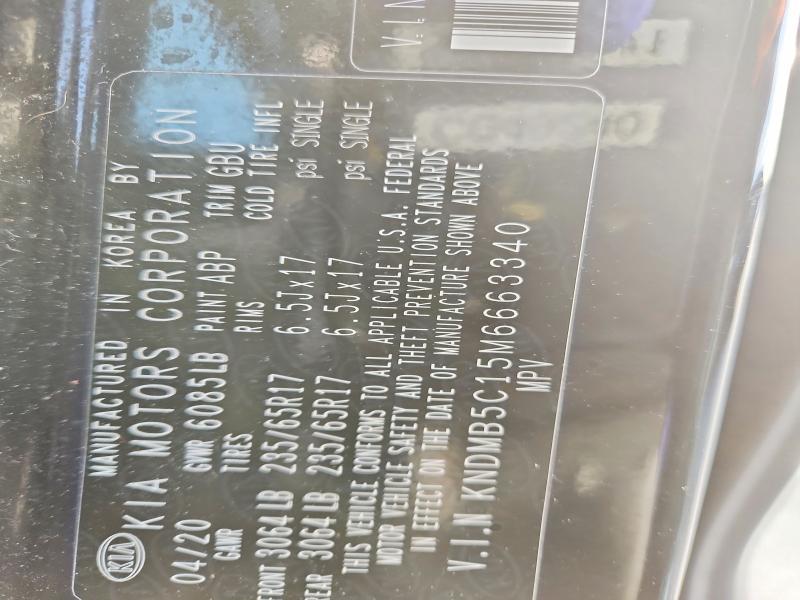 MANUFACTURED IN KOREA BY
KIA KIA MOTORS CORPORATION
04/20 GWR 6085LB PAINT ABP TRIM GBU
GAWR TIRES RIMS COLD TIRE INFL
FRONT 3064LB 235/65R17 6.5Jx17 psi SINGLE
REAR 3064LB 235/65R17 6.5Jx17 psi SINGLE
THIS VEHICLE CONFORMS TO ALL APPLICABLE U.S.A. FEDERAL
MOTOR VEHICLE SAFETY AND THEFT PREVENTION STANDARDS
IN EFFECT ON THE DATE OF MANUFACTURE SHOWN ABOVE
V.I.N KNDMB5C15M6663340
MPV
V.I.N